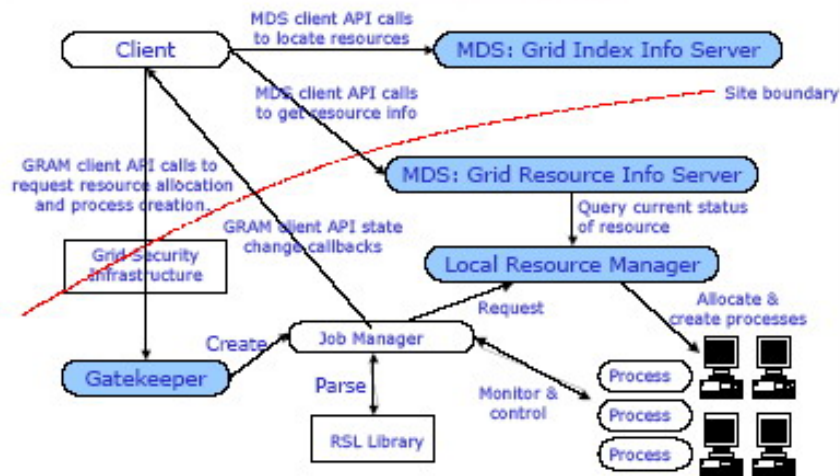 MDS client API calls
to locate resources
Client
MDS: Grid Index Info Server
MDS client API calls
to get resource info
Site boundary
GRAM client API calls to
request resource allocation
and process creation.
MDS: Grid Resource Info Server
Query current status
of resource
GRAM client API state
change callbacks
Grid Security
Infrastructure
Local Resource Manager
Request
Allocate &
create processes
Create
Job Manager
Gatekeeper
Parse
Monitor &
control
Process
Process
Process
RSL Library